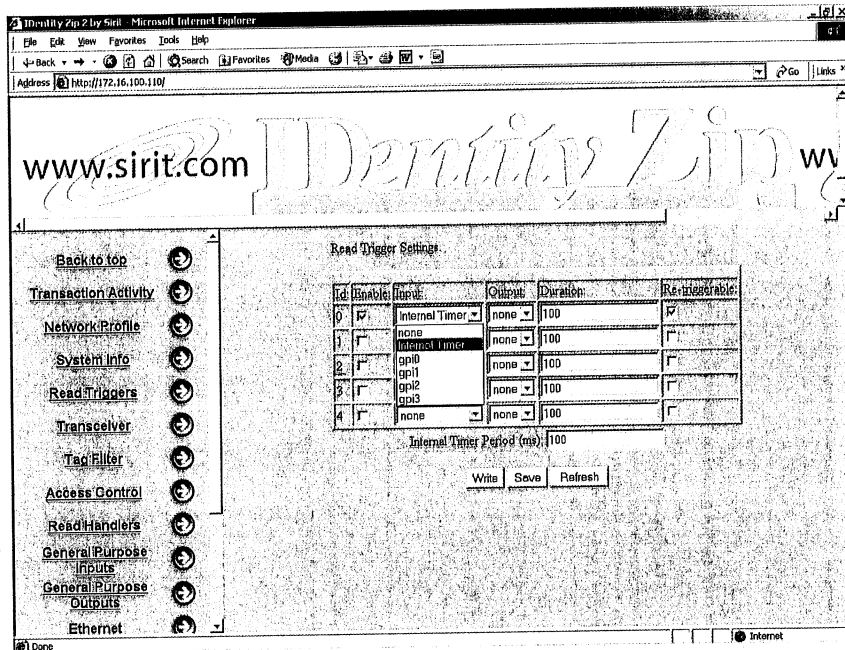 IDentity Zip 2 by Sirit - Microsoft Internet Explorer
File Edit View Favorites Tools Help
Back Search Favorites Media
Address http://172.16.100.110/ Go Links
www.sirit.com IDentity Zip
Back to top
Transaction Activity
Network Profile
System Info
Read Triggers
Transceiver
Tag Filter
Access Control
Read Handlers
General Purpose Inputs
General Purpose Outputs
Ethernet
Read Trigger Settings
Id: Enable: Input: Output: Duration: Re-triggerable:
0 Internal Timer none 100
1 none 100
2 none 100
3 none 100
4 none none 100
none
Internal Timer
gpi0
gpi1
gpi2
gpi3
Internal Timer Period (ms): 100
Write Save Refresh
Done Internet